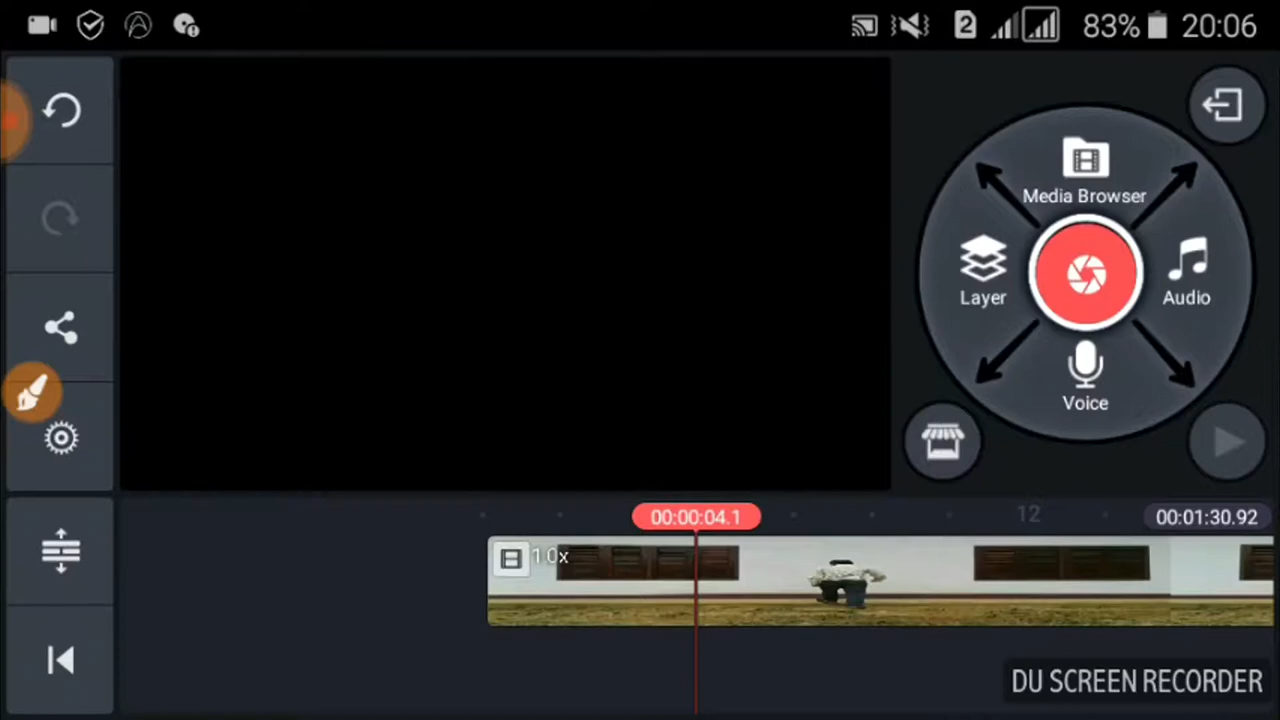 2 83% 20:06
Media Browser
Layer
Audio
Voice
00:00:04.1
12
00:01:30.92
1.0x
DU SCREEN RECORDER